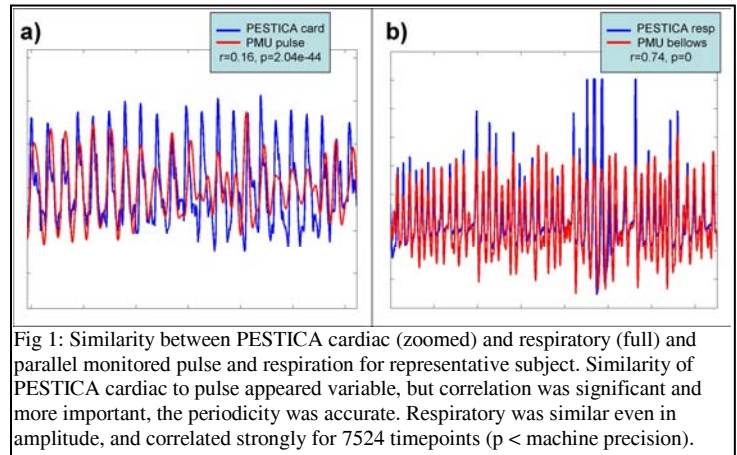 a)
PESTICA card
PMU pulse
r=0.16, p=2.04e-44
b)
PESTICA resp
PMU bellows
r=0.74, p=0
Fig 1: Similarity between PESTICA cardiac (zoomed) and respiratory (full) and
parallel monitored pulse and respiration for representative subject. Similarity of
PESTICA cardiac to pulse appeared variable, but correlation was significant and
more important, the periodicity was accurate. Respiratory was similar even in
amplitude, and correlated strongly for 7524 timepoints (p < machine precision).